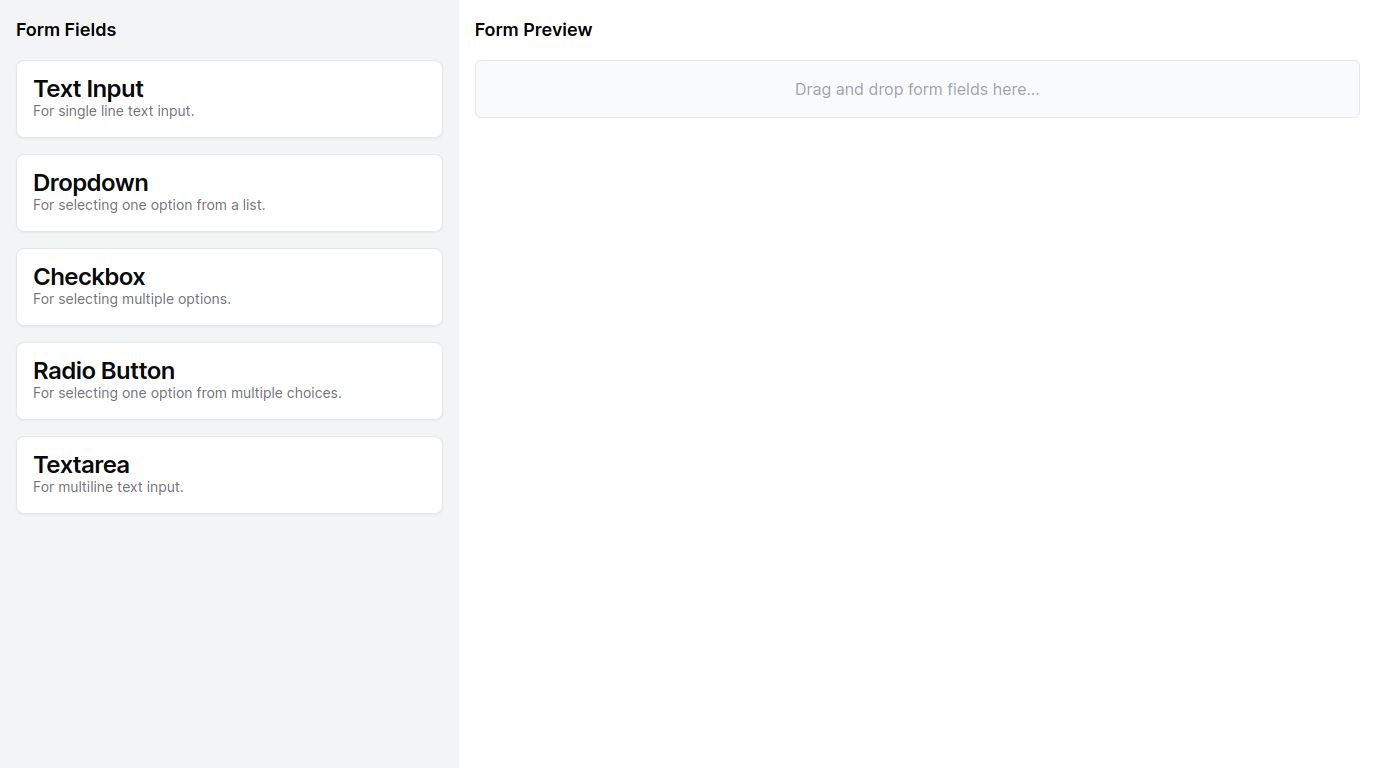 Form Fields
Text Input
For single line text input.
Dropdown
For selecting one option from a list.
Checkbox
For selecting multiple options.
Radio Button
For selecting one option from multiple choices.
Textarea
For multiline text input.
Form Preview
Drag and drop form fields here...